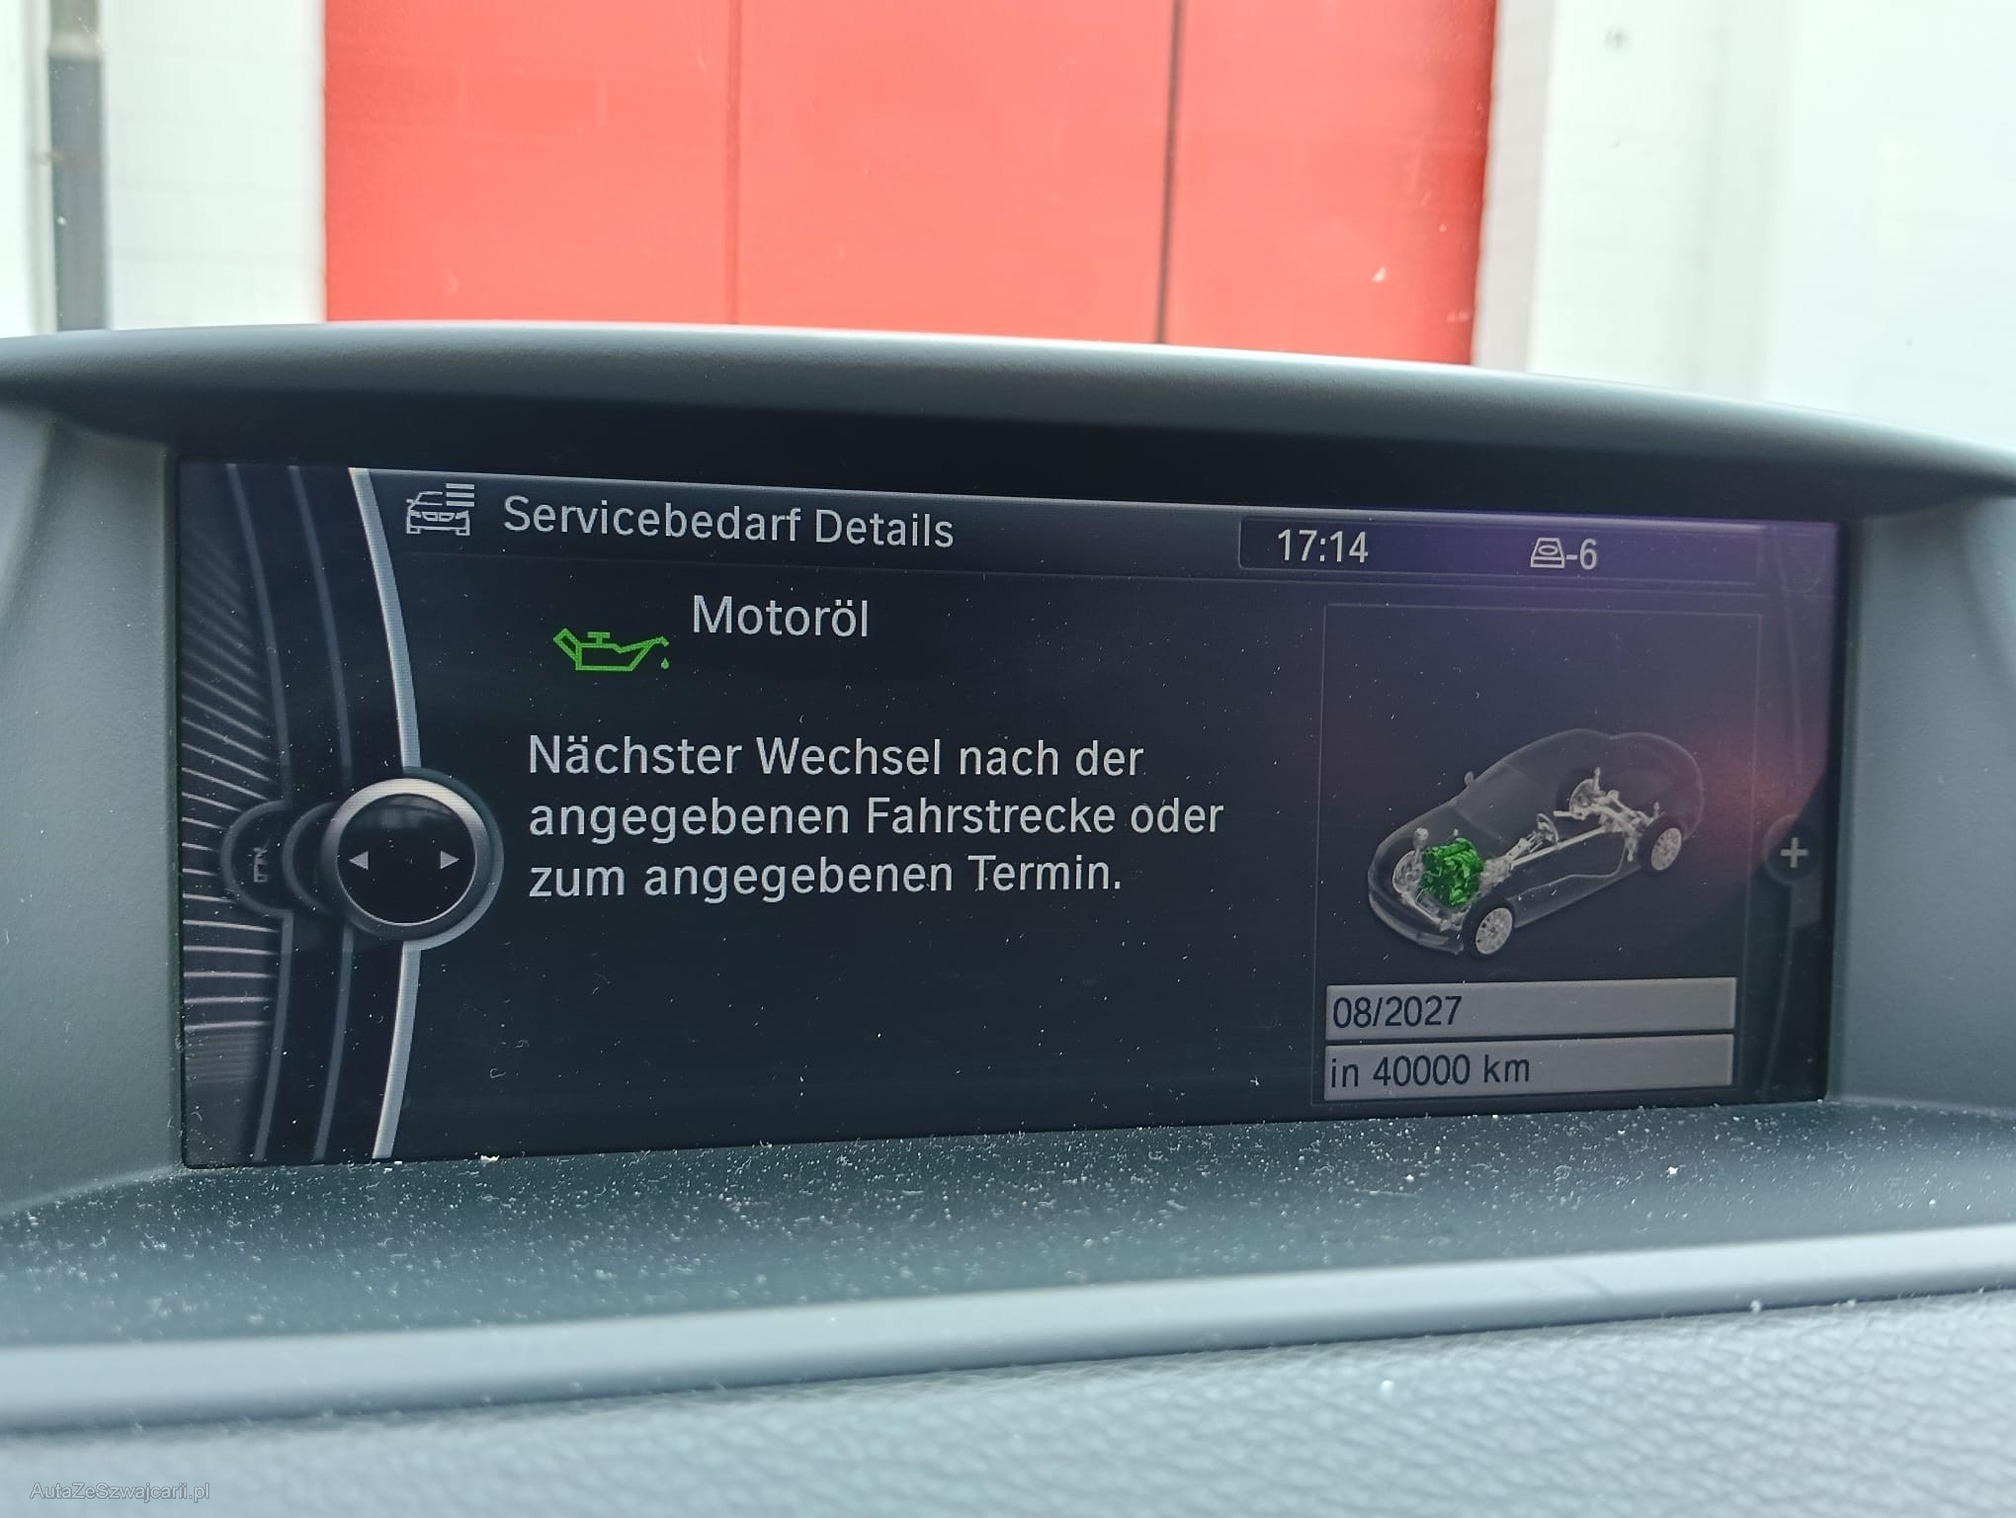 Servicebedarf Details
17:14
-6
Motoröl
Nächster Wechsel nach der
angegebenen Fahrstrecke oder
zum angegebenen Termin.
08/2027
in 40000 km
AutaZeSzwajcarii.pl